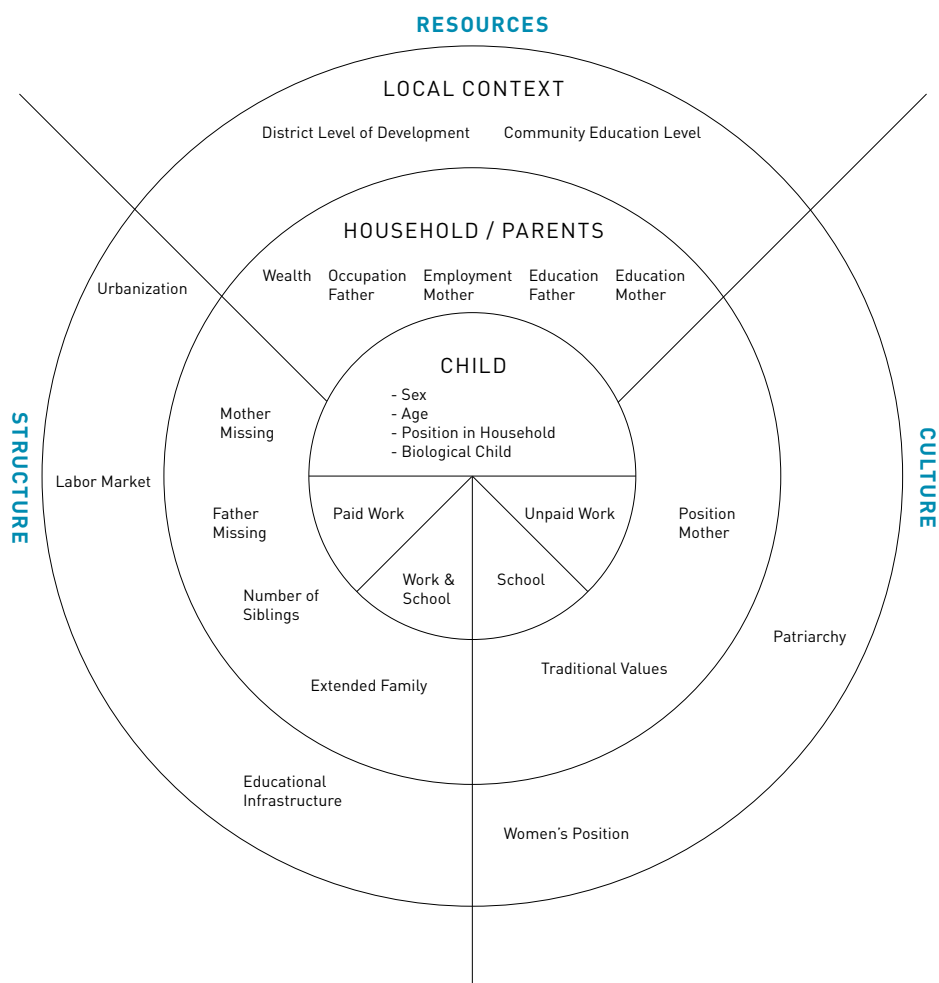 RESOURCES
LOCAL CONTEXT
District Level of Development
Community Education Level
HOUSEHOLD / PARENTS
Wealth
Occupation
Father
Employment
Mother
Education
Father
Education
Mother
Urbanization
CHILD
- Sex
- Age
- Position in Household
- Biological Child
Mother
Missing
STRUCTURE
Labor Market
CULTURE
Father
Missing
Paid Work
Unpaid Work
Position
Mother
Work &
School
School
Number of
Siblings
Patriarchy
Extended Family
Traditional Values
Educational
Infrastructure
Women’s Position